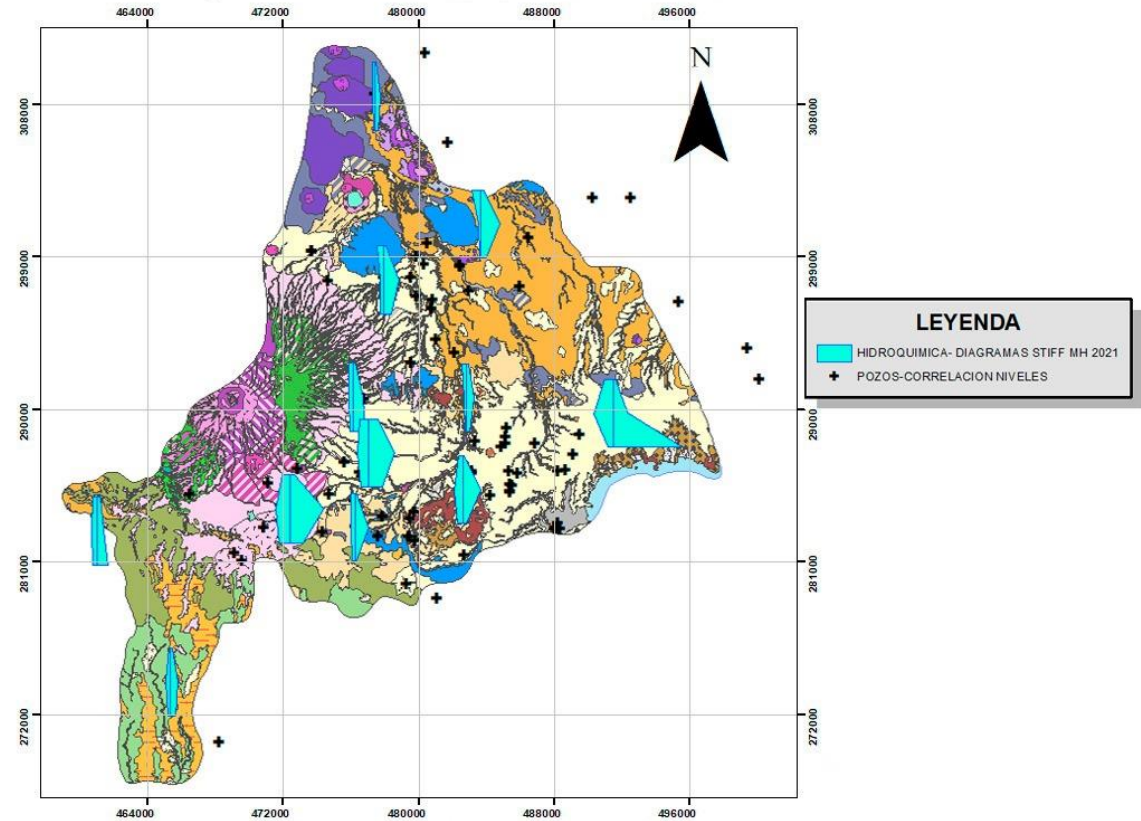 464000 472000 480000 488000 496000
N
308000 308000
299000 299000
LEYENDA
HIDROQUIMICA- DIAGRAMAS STIFF MH 2021
POZOS-CORRELACION NIVELES
290000 290000
281000 281000
272000 272000
464000 472000 480000 488000 496000